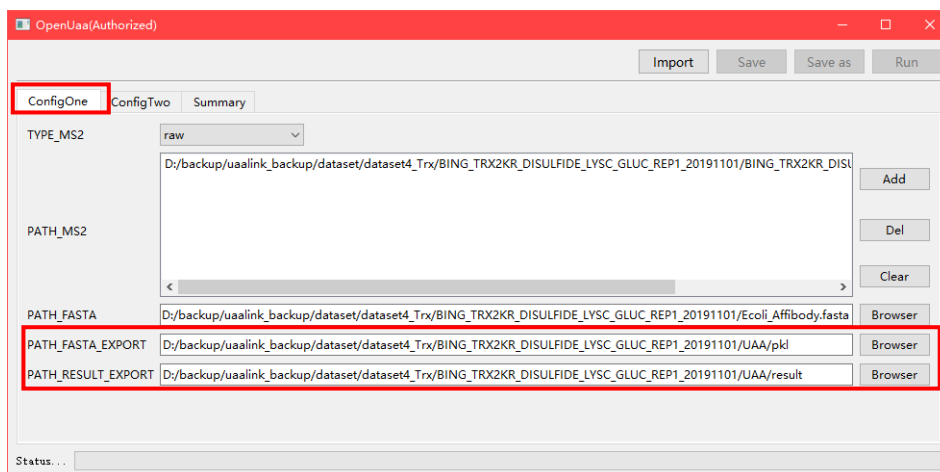 OpenUaa(Authorized)
Import Save Save as Run
ConfigOne ConfigTwo Summary
TYPE_MS2 raw
D:/backup/uaalink_backup/dataset/dataset4_Trx/BING_TRX2KR_DISULFIDE_LYSC_GLUC_REP1_20191101/BING_TRX2KR_DISU
Add
PATH_MS2 Del
Clear
PATH_FASTA D:/backup/uaalink_backup/dataset/dataset4_Trx/BING_TRX2KR_DISULFIDE_LYSC_GLUC_REP1_20191101/Ecoli_Affibody.fasta Browser
PATH_FASTA_EXPORT D:/backup/uaalink_backup/dataset/dataset4_Trx/BING_TRX2KR_DISULFIDE_LYSC_GLUC_REP1_20191101/UAA/pkl Browser
PATH_RESULT_EXPORT D:/backup/uaalink_backup/dataset/dataset4_Trx/BING_TRX2KR_DISULFIDE_LYSC_GLUC_REP1_20191101/UAA/result Browser
Status...